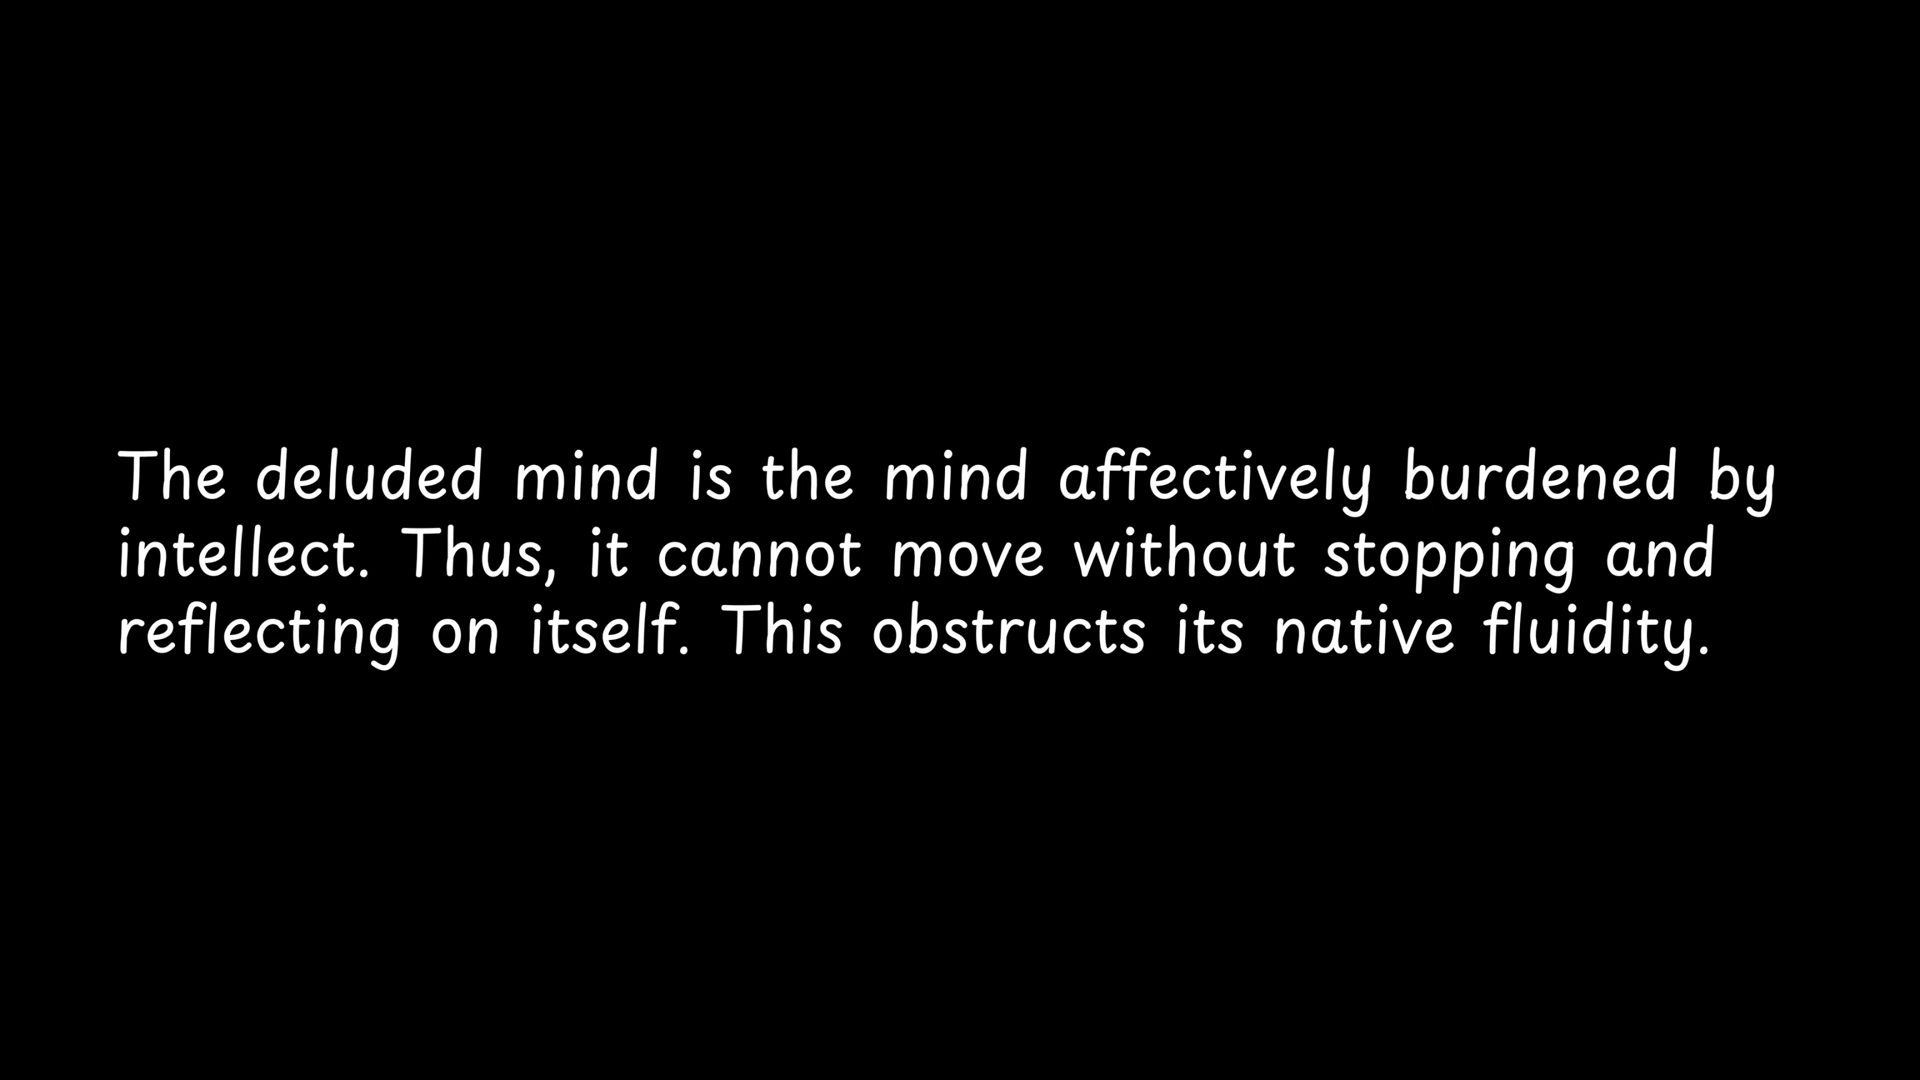 The deluded mind is the mind affectively burdened by
intellect. Thus, it cannot move without stopping and
reflecting on itself. This obstructs its native fluidity.